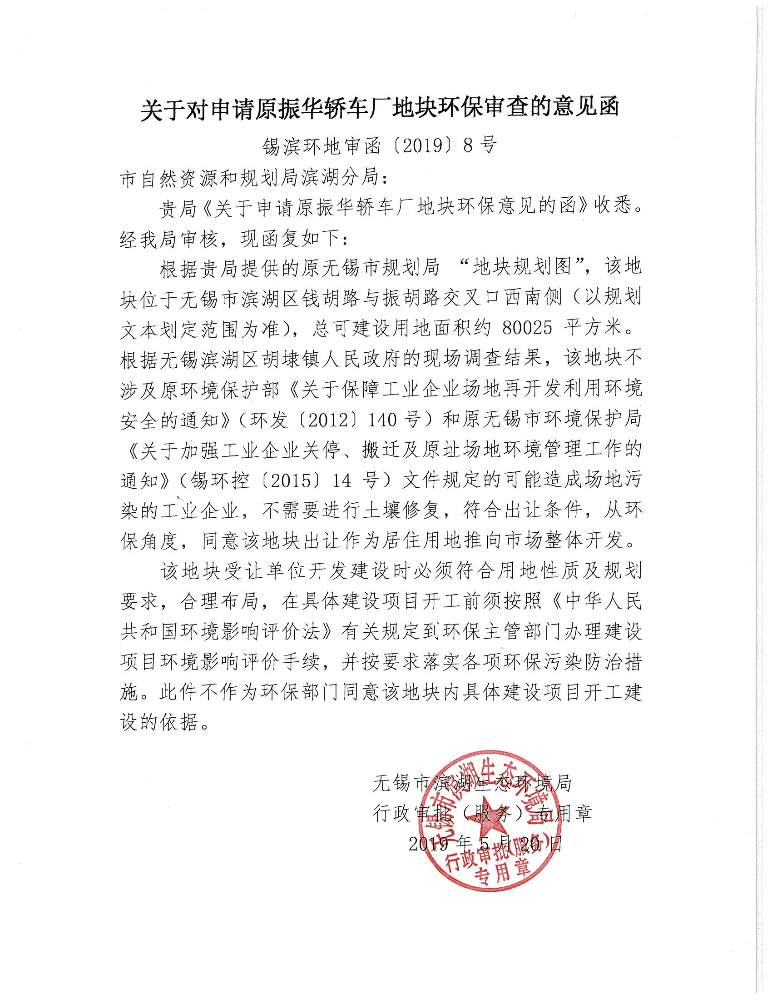 关于对申请原振华轿车厂地块环保审查的意见函
锡滨环地审函〔2019〕8号
市自然资源和规划局滨湖分局：
贵局《关于申请原振华轿车厂地块环保意见的函》收悉。
经我局审核，现函复如下：
根据贵局提供的原无锡市规划局 “地块规划图”，该地
块位于无锡市滨湖区钱胡路与振胡路交叉口西南侧（以规划
文本划定范围为准），总可建设用地面积约 80025 平方米。
根据无锡滨湖区胡埭镇人民政府的现场调查结果，该地块不
涉及原环境保护部《关于保障工业企业场地再开发利用环境
安全的通知》（环发〔2012〕140号）和原无锡市环境保护局
《关于加强工业企业关停、搬迁及原址场地环境管理工作的
通知》（锡环控〔2015〕14 号）文件规定的可能造成场地污
染的工业企业，不需要进行土壤修复，符合出让条件，从环
保角度，同意该地块出让作为居住用地推向市场整体开发。
该地块受让单位开发建设时必须符合用地性质及规划
要求，合理布局，在具体建设项目开工前须按照《中华人民
共和国环境影响评价法》有关规定到环保主管部门办理建设
项目环境影响评价手续，并按要求落实各项环保污染防治措
施。此件不作为环保部门同意该地块内具体建设项目开工建
设的依据。
无锡市滨湖生态环境局
行政审批（服务）专用章
2019年5月20日
无锡市滨湖生态环境局
行政审批(服务)
专用章